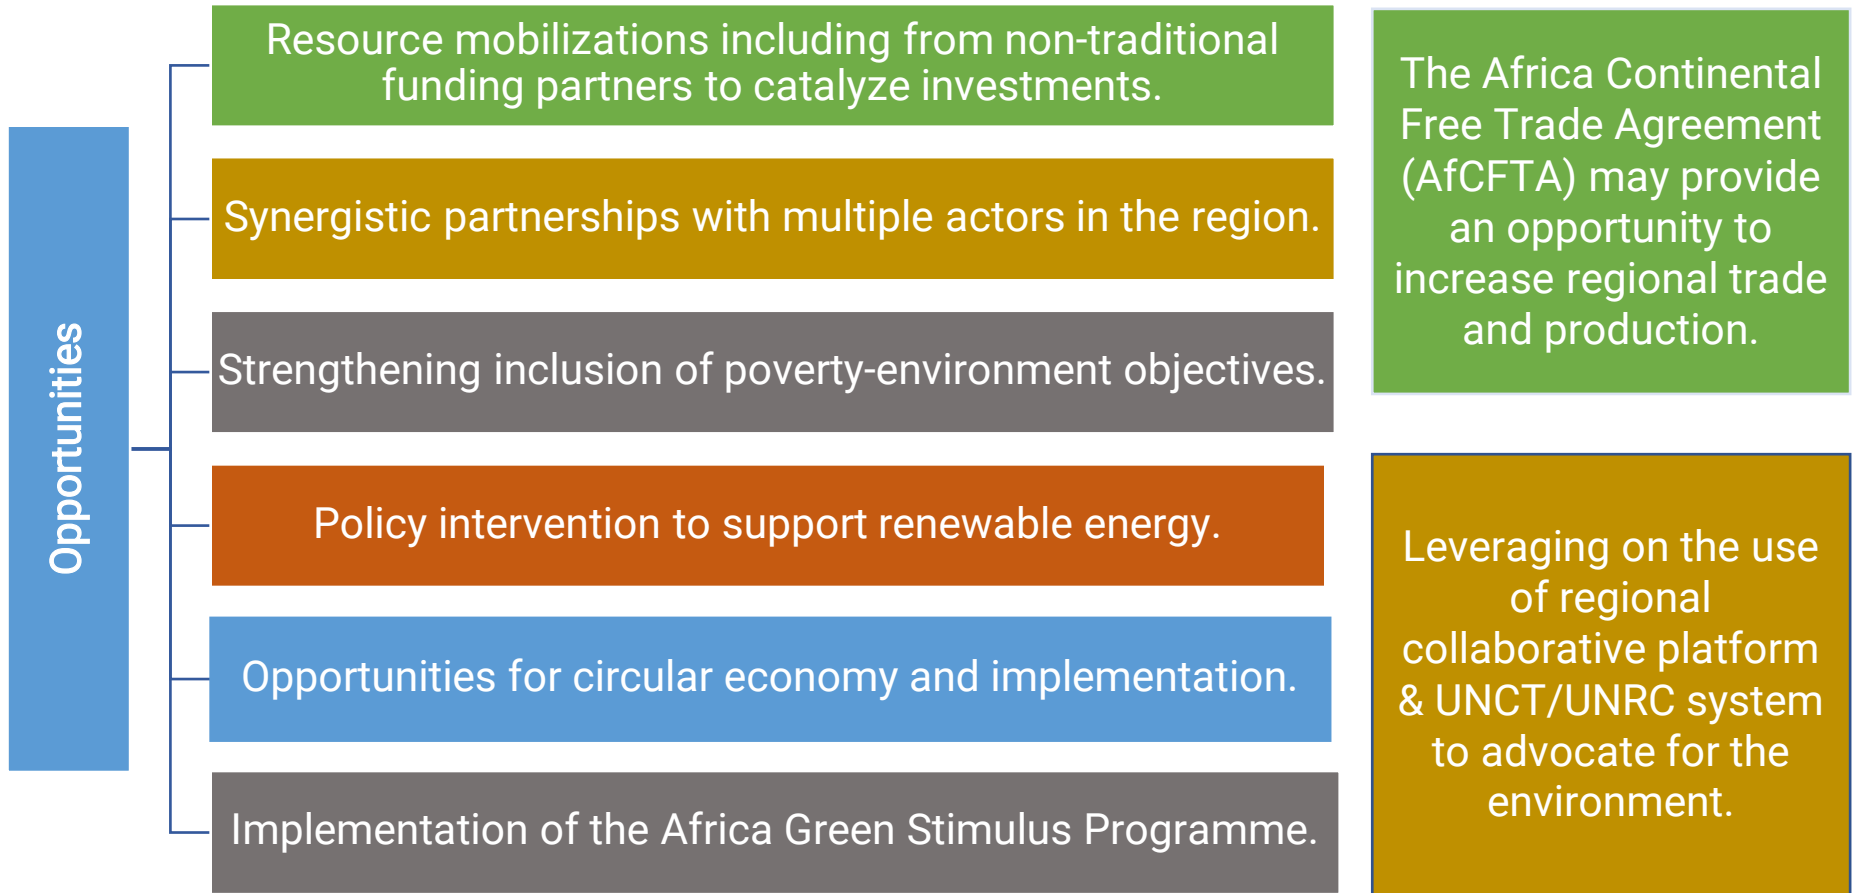 Opportunities
Resource mobilizations including from non-traditional
funding partners to catalyze investments.
Synergistic partnerships with multiple actors in the region.
Strengthening inclusion of poverty-environment objectives.
Policy intervention to support renewable energy.
Opportunities for circular economy and implementation.
Implementation of the Africa Green Stimulus Programme.
The Africa Continental
Free Trade Agreement
(AfCFTA) may provide
an opportunity to
increase regional trade
and production.
Leveraging on the use
of regional
collaborative platform
& UNCT/UNRC system
to advocate for the
environment.